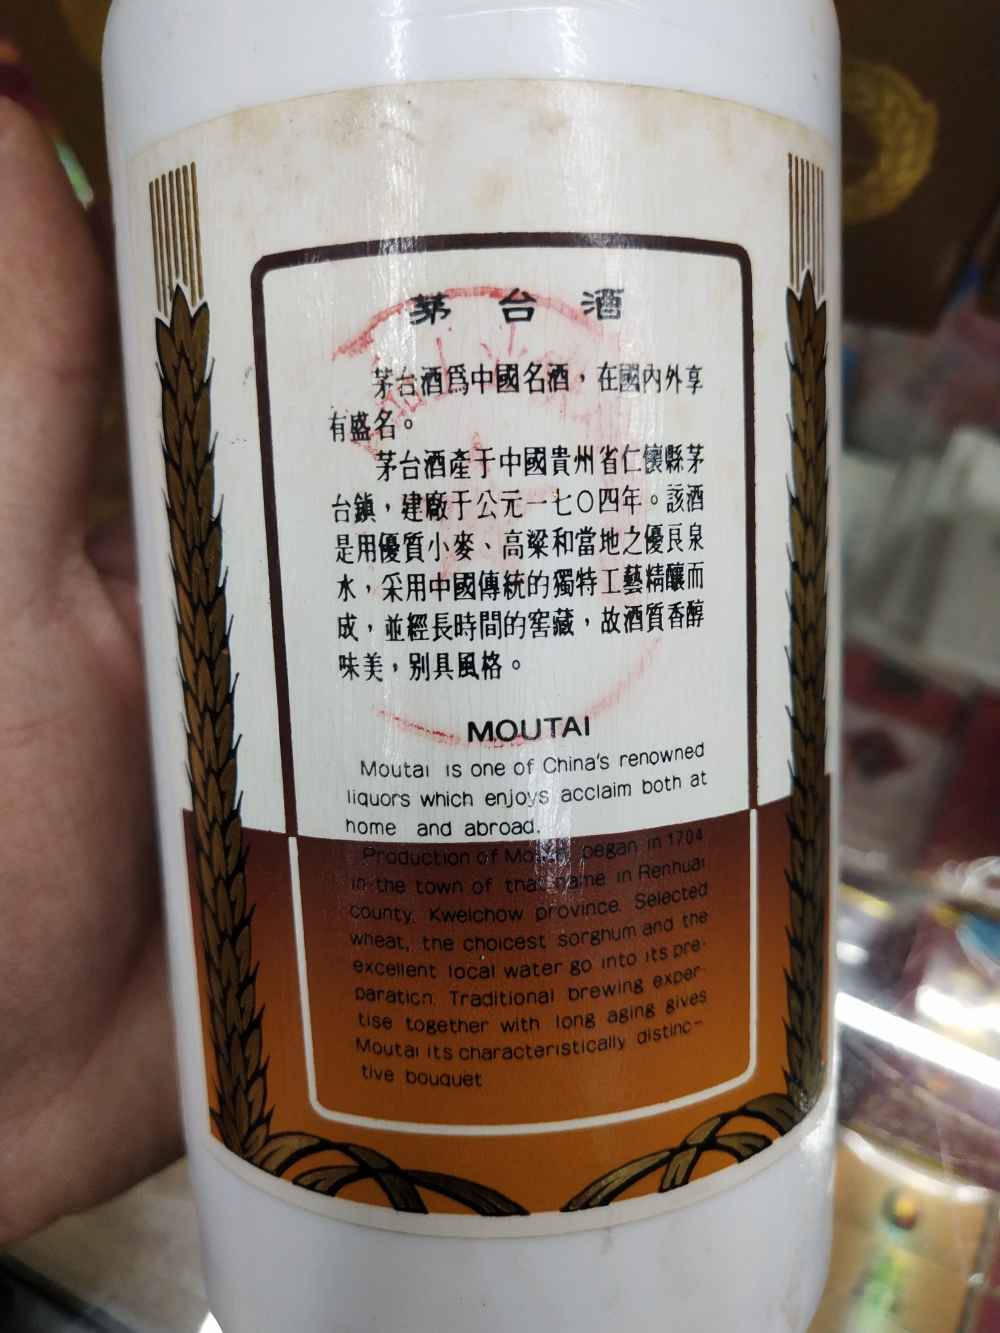 茅台酒
茅台酒爲中國名酒，在國內外享
有盛名。
茅台酒產于中國貴州省仁懷縣茅
台鎮，建廠于公元一七〇四年。該酒
是用優質小麥、高粱和當地之優良泉
水，采用中國傳統的獨特工藝精釀而
成，並經長時間的窖藏，故酒質香醇
味美，别具風格。
MOUTAI
Moutai is one of China's renowned
liquors which enjoys acclaim both at
home and abroad.
Production of began in 1704
in the town of that name in Renhuai
county, Kweichow province. Selected
wheat, the choicest sorghum and the
excellent local water go into its pre-
paration. Traditional brewing exper-
tise together with long aging gives
Moutai its characteristically distinc-
tive bouquet